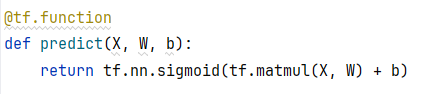 @tf.function
def predict(X, W, b):
    return tf.nn.sigmoid(tf.matmul(X, W) + b)